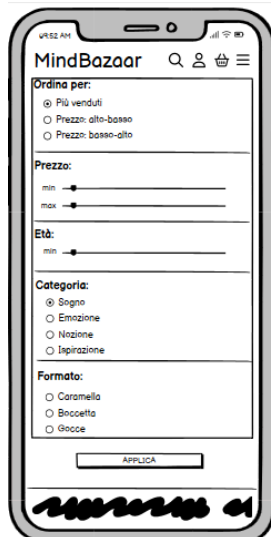 09:52 AM
MindBazaar
Ordina per:
Più venduti
Prezzo: alto-basso
Prezzo: basso-alto
Prezzo:
min
max
Età:
min
Categoria:
Sogno
Emozione
Nozione
Ispirazione
Formato:
Caramella
Boccetta
Gocce
APPLICA